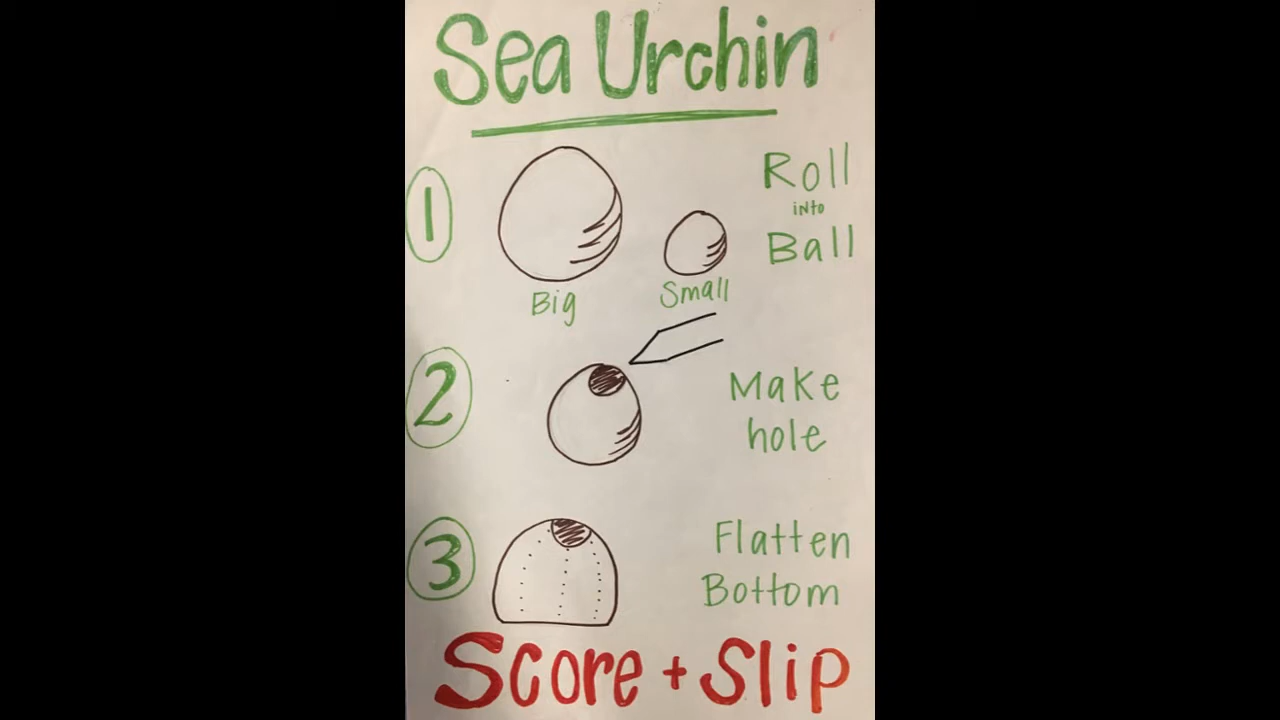 Sea Urchin
1
Roll
into
Ball
Big
Small
2
Make
hole
3
Flatten
Bottom
Score + Slip